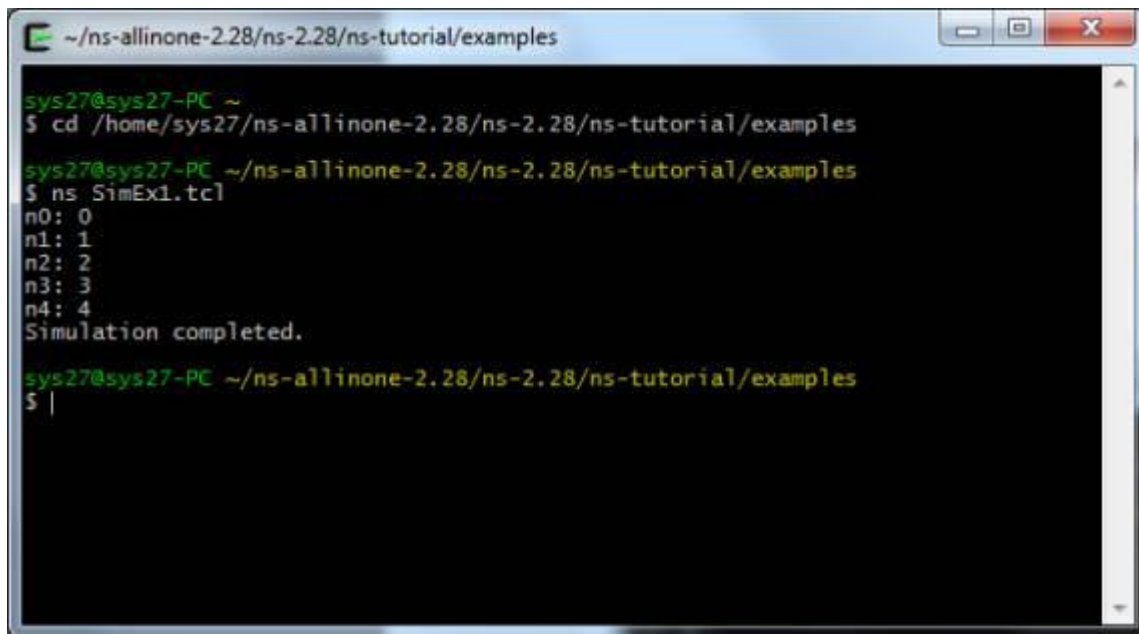 ~/ns-allinone-2.28/ns-2.28/ns-tutorial/examples
sys27@sys27-PC ~
$ cd /home/sys27/ns-allinone-2.28/ns-2.28/ns-tutorial/examples
sys27@sys27-PC ~/ns-allinone-2.28/ns-2.28/ns-tutorial/examples
$ ns SimEx1.tcl
n0: 0
n1: 1
n2: 2
n3: 3
n4: 4
Simulation completed.
sys27@sys27-PC ~/ns-allinone-2.28/ns-2.28/ns-tutorial/examples
$